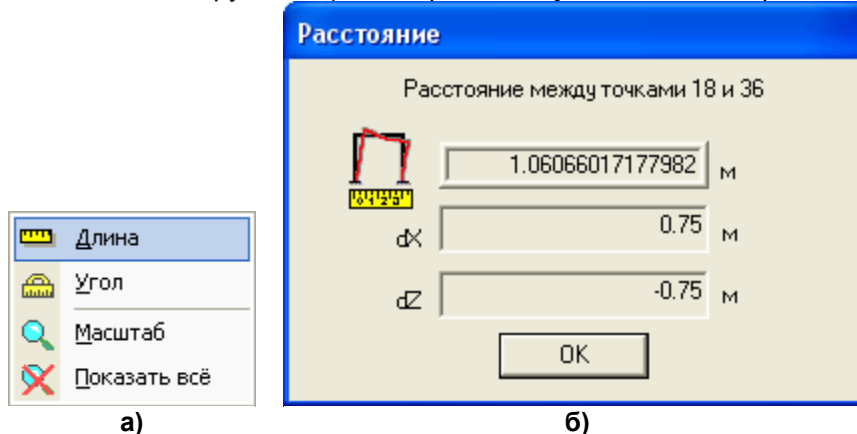 Расстояние
Расстояние между точками 18 и 36
1.06066017177982 м
dX 0.75 м
dZ -0.75 м
OK
Длина
Угол
Масштаб
Показать всё
а)
б)